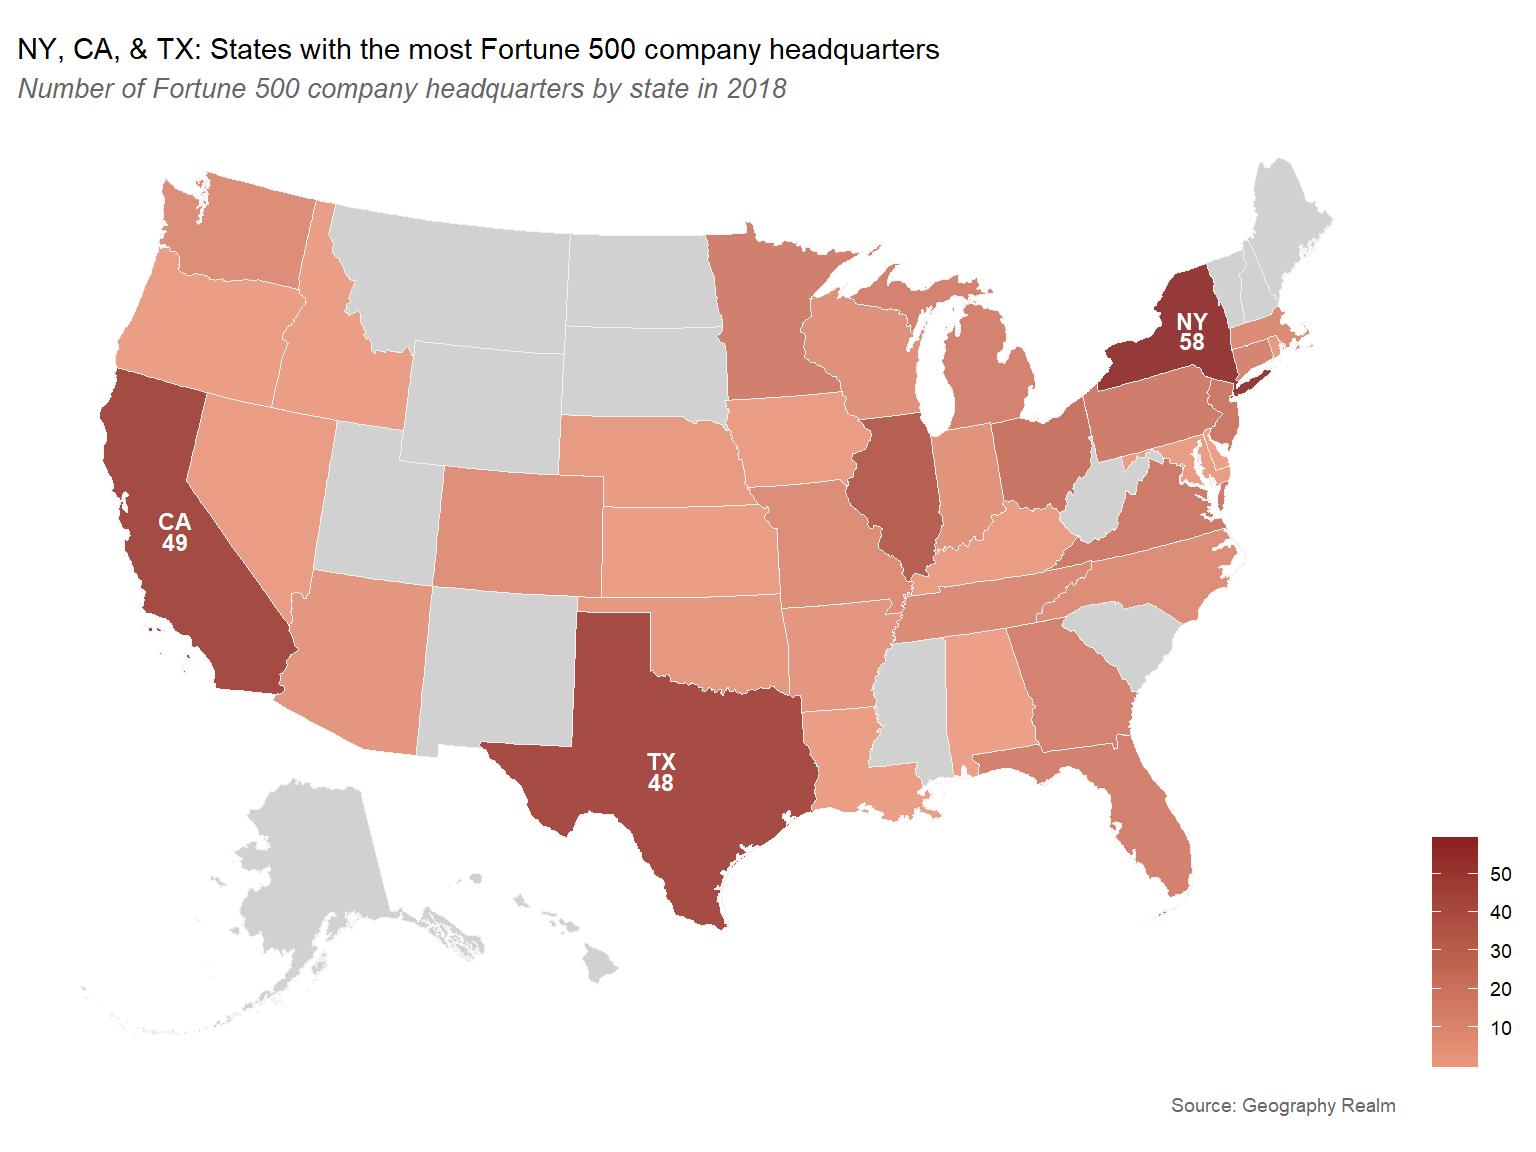 NY, CA, & TX: States with the most Fortune 500 company headquarters
Number of Fortune 500 company headquarters by state in 2018
NY
58
CA
49
TX
48
50
40
30
20
10
Source: Geography Realm